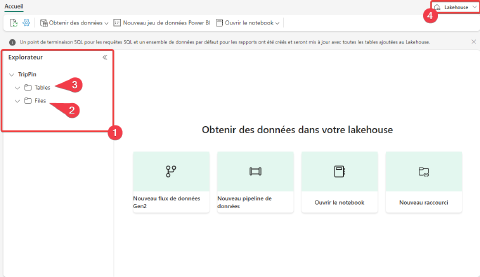 Accueil
4
Lakehouse
Obtenir des données
Nouveau jeu de données Power BI
Ouvrir le notebook
Un point de terminaison SQL pour les requêtes SQL et un ensemble de données par défaut pour les rapports ont été créés et seront mis à jour avec toutes les tables ajoutées au Lakehouse.
Explorateur
TripPin
Tables
3
Files
2
1
Obtenir des données dans votre lakehouse
Nouveau flux de données
Gen2
Nouveau pipeline de
données
Ouvrir le notebook
Nouveau raccourci